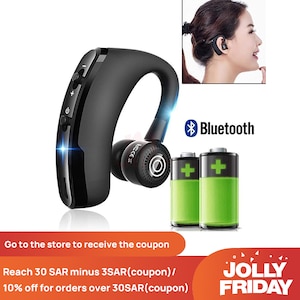 Bluetooth
Go to the store to receive the coupon
Reach 30 SAR minus 3SAR(coupon)/
10% off for orders over 30SAR(coupon)
JOLLY
FRIDAY